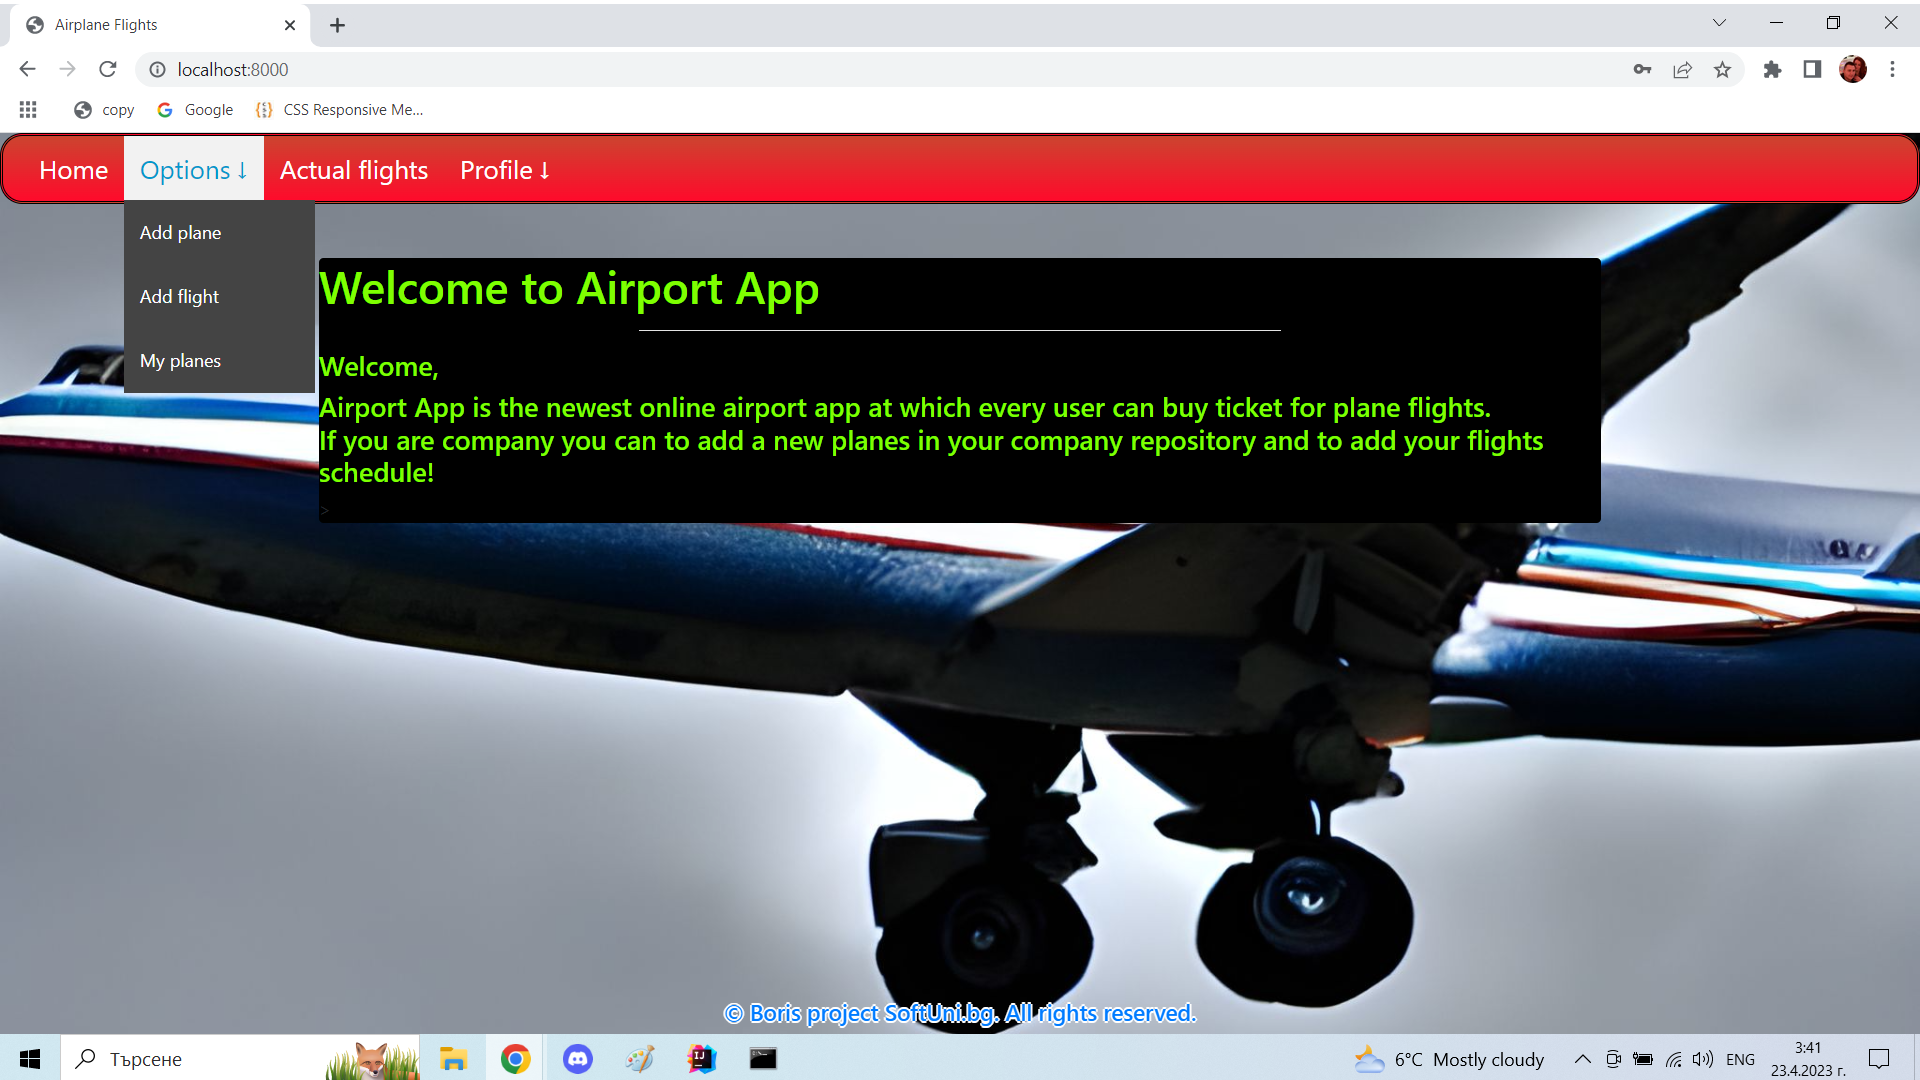 Airplane Flights
localhost:8000
copy
Google
CSS Responsive Me...
Home
Options ↓
Actual flights
Profile ↓
Add plane
Add flight
My planes
Welcome to Airport App
Welcome,
Airport App is the newest online airport app at which every user can buy ticket for plane flights.
If you are company you can to add a new planes in your company repository and to add your flights
schedule!
>
© Boris project SoftUni.bg. All rights reserved.
Търсене
6°C Mostly cloudy
ENG
3:41
23.4.2023 г.